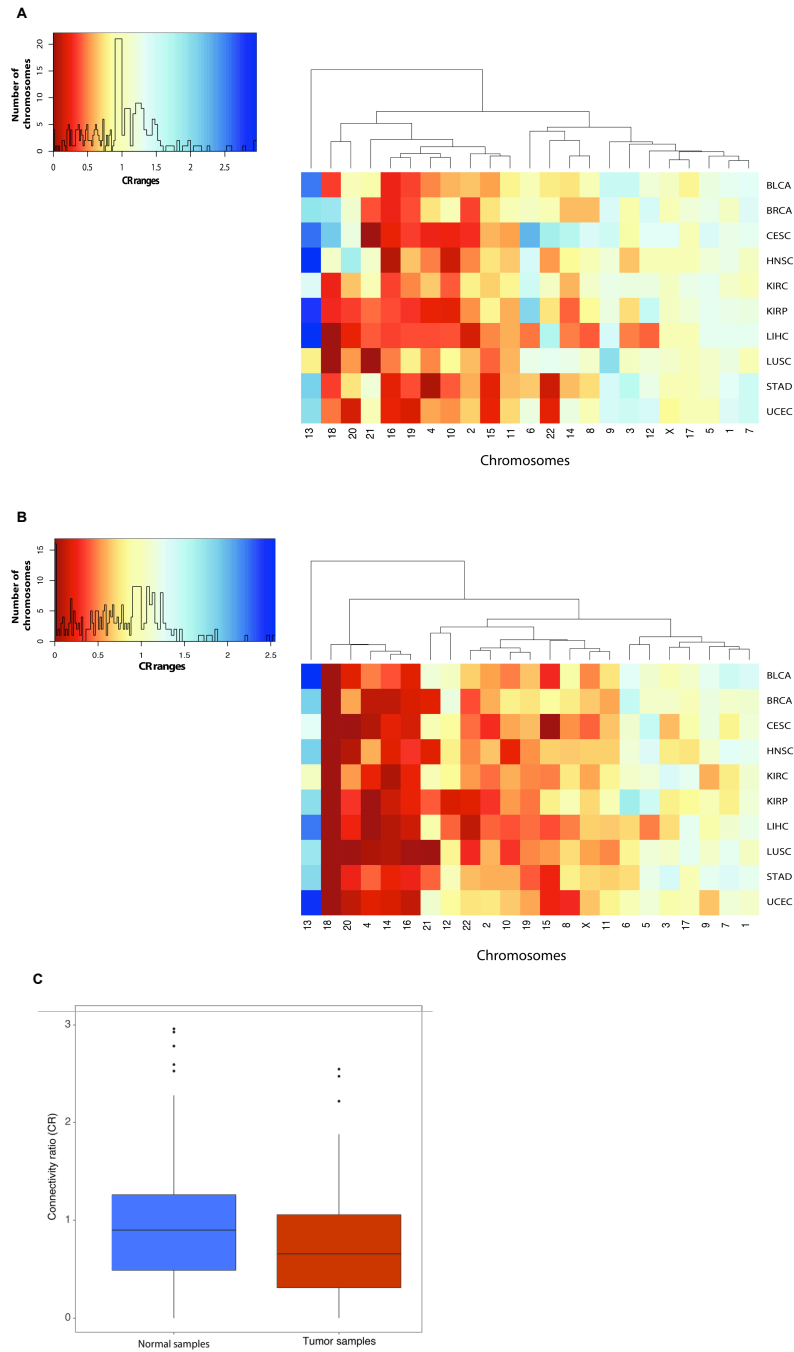 A
Number of
chromosomes
0 5 10 15 20
0 0.5 1 1.5 2 2.5
CR ranges
BLCA
BRCA
CESC
HNSC
KIRC
KIRP
LIHC
LUSC
STAD
UCEC
13 18 20 21 16 19 4 10 2 15 11 6 22 14 8 9 3 12 X 17 5 1 7
Chromosomes
B
Number of
chromosomes
0 5 10 15
0 0.5 1 1.5 2 2.5
CR ranges
BLCA
BRCA
CESC
HNSC
KIRC
KIRP
LIHC
LUSC
STAD
UCEC
13 18 20 4 14 16 21 12 22 2 10 19 15 8 X 11 6 5 3 17 9 7 1
Chromosomes
C
Connectivity ratio (CR)
3
2
1
0
Normal samples Tumor samples